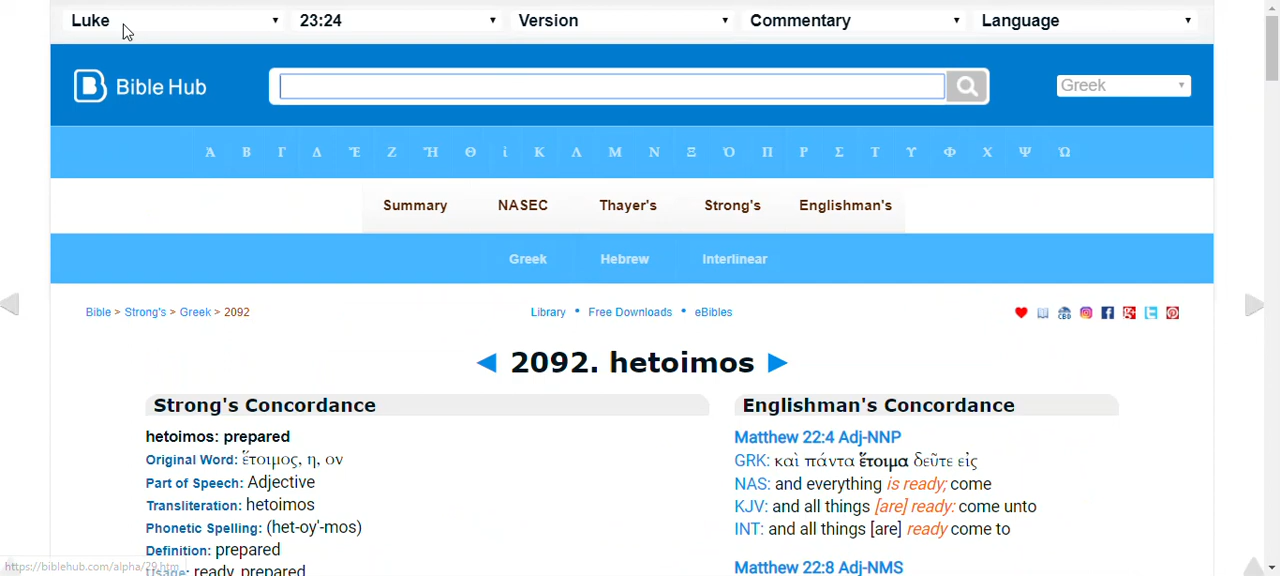 Luke 23:24 Version Commentary Language
Bible Hub Greek
Ἀ Β Γ Δ Ἐ Ζ Ἡ Θ ἰ Κ Λ Μ Ν Ξ Ὀ Π Ρ Σ Τ Υ Φ Χ Ψ Ὠ
Summary NASEC Thayer's Strong's Englishman's
Greek Hebrew Interlinear
Bible > Strong's > Greek > 2092 Library • Free Downloads • eBibles
◄ 2092. hetoimos ►
Strong's Concordance
hetoimos: prepared
Original Word: ἕτοιμος, η, ον
Part of Speech: Adjective
Transliteration: hetoimos
Phonetic Spelling: (het-oy'-mos)
Definition: prepared
Usage: ready, prepared
Englishman's Concordance
Matthew 22:4 Adj-NNP
GRK: καὶ πάντα ἕτοιμα δεῦτε εἰς
NAS: and everything is ready; come
KJV: and all things [are] ready: come unto
INT: and all things [are] ready come to
Matthew 22:8 Adj-NMS
https://biblehub.com/alpha/29.htm